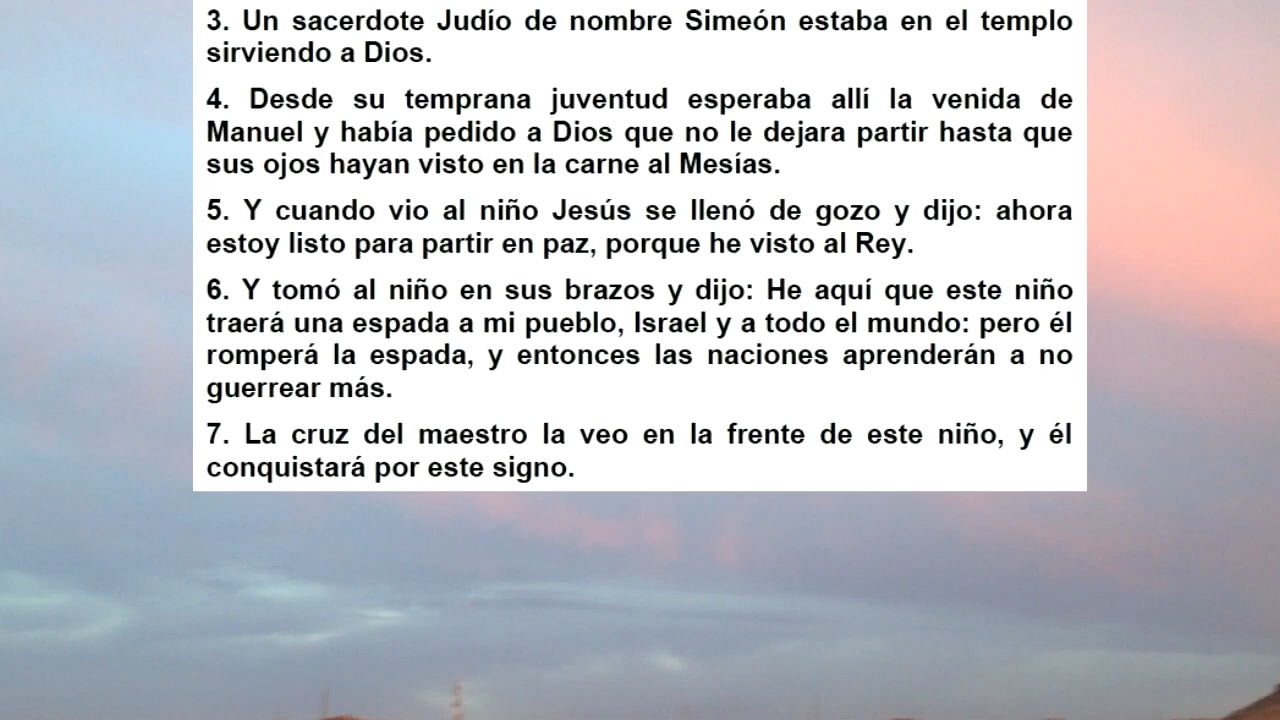 3. Un sacerdote Judío de nombre Simeón estaba en el templo
sirviendo a Dios.
4. Desde su temprana juventud esperaba allí la venida de
Manuel y había pedido a Dios que no le dejara partir hasta que
sus ojos hayan visto en la carne al Mesías.
5. Y cuando vio al niño Jesús se llenó de gozo y dijo: ahora
estoy listo para partir en paz, porque he visto al Rey.
6. Y tomó al niño en sus brazos y dijo: He aquí que este niño
traerá una espada a mi pueblo, Israel y a todo el mundo: pero él
romperá la espada, y entonces las naciones aprenderán a no
guerrear más.
7. La cruz del maestro la veo en la frente de este niño, y él
conquistará por este signo.